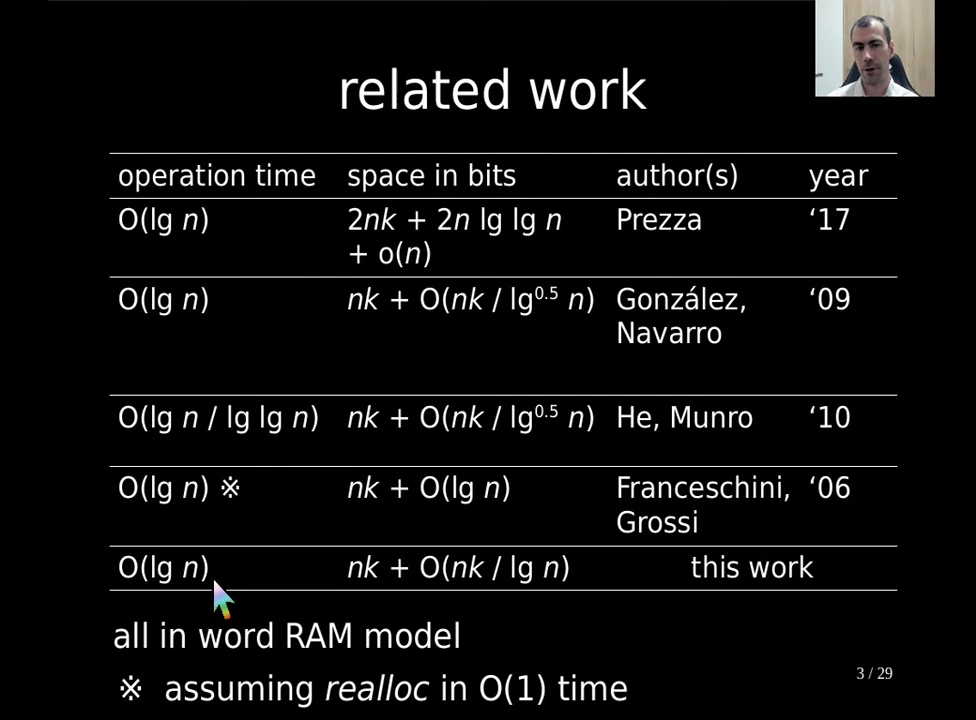 related work
operation time space in bits author(s) year
O(lg n) 2nk + 2n lg lg n Prezza ‘17
+ o(n)
O(lg n) nk + O(nk / lg^0.5 n) González, ‘09
Navarro
O(lg n / lg lg n) nk + O(nk / lg^0.5 n) He, Munro ‘10
O(lg n) ※ nk + O(lg n) Franceschini, ‘06
Grossi
O(lg n) nk + O(nk / lg n) this work
all in word RAM model
※ assuming realloc in O(1) time
3 / 29